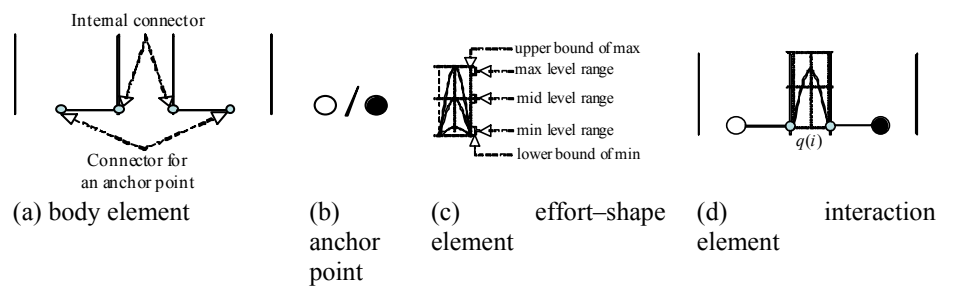 Internal connector
Connector for
an anchor point
(a) body element
(b)
anchor
point
upper bound of max
max level range
mid level range
min level range
lower bound of min
(c) effort–shape
element
q(i)
(d) interaction
element